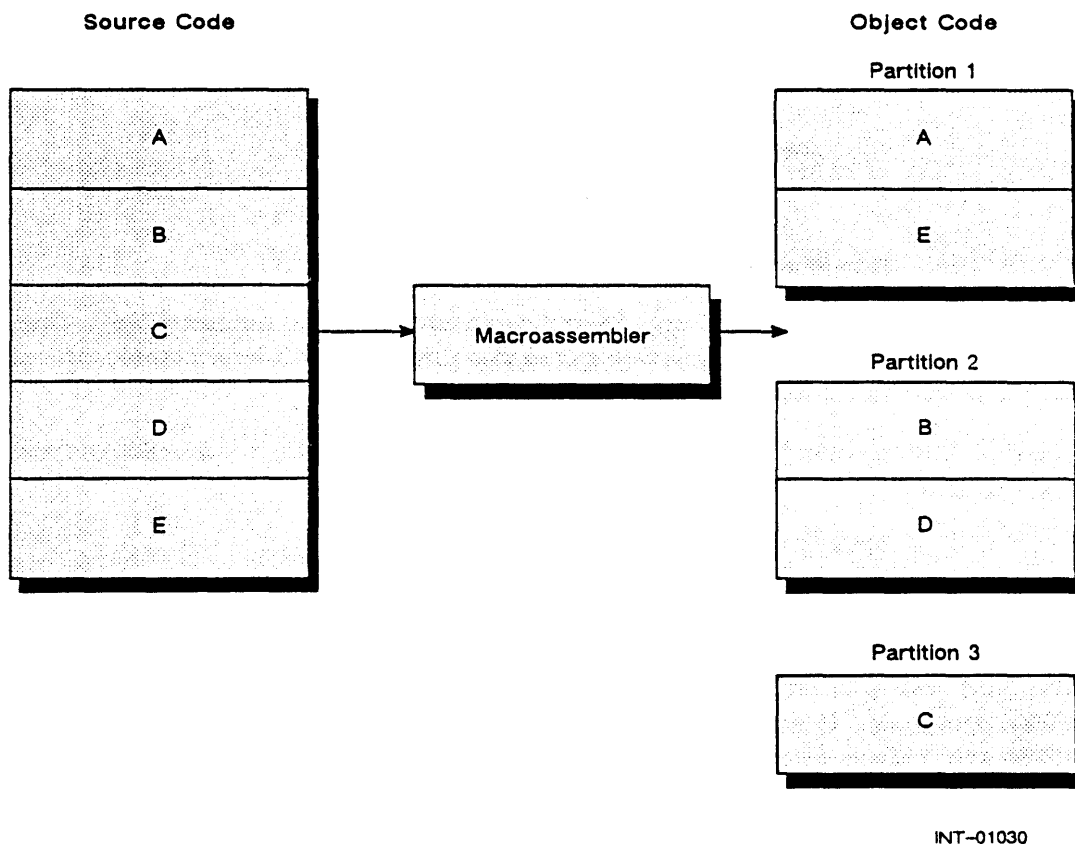 Source Code
A
B
C
D
E
Macroassembler
Object Code
Partition 1
A
E
Partition 2
B
D
Partition 3
C
INT-01030